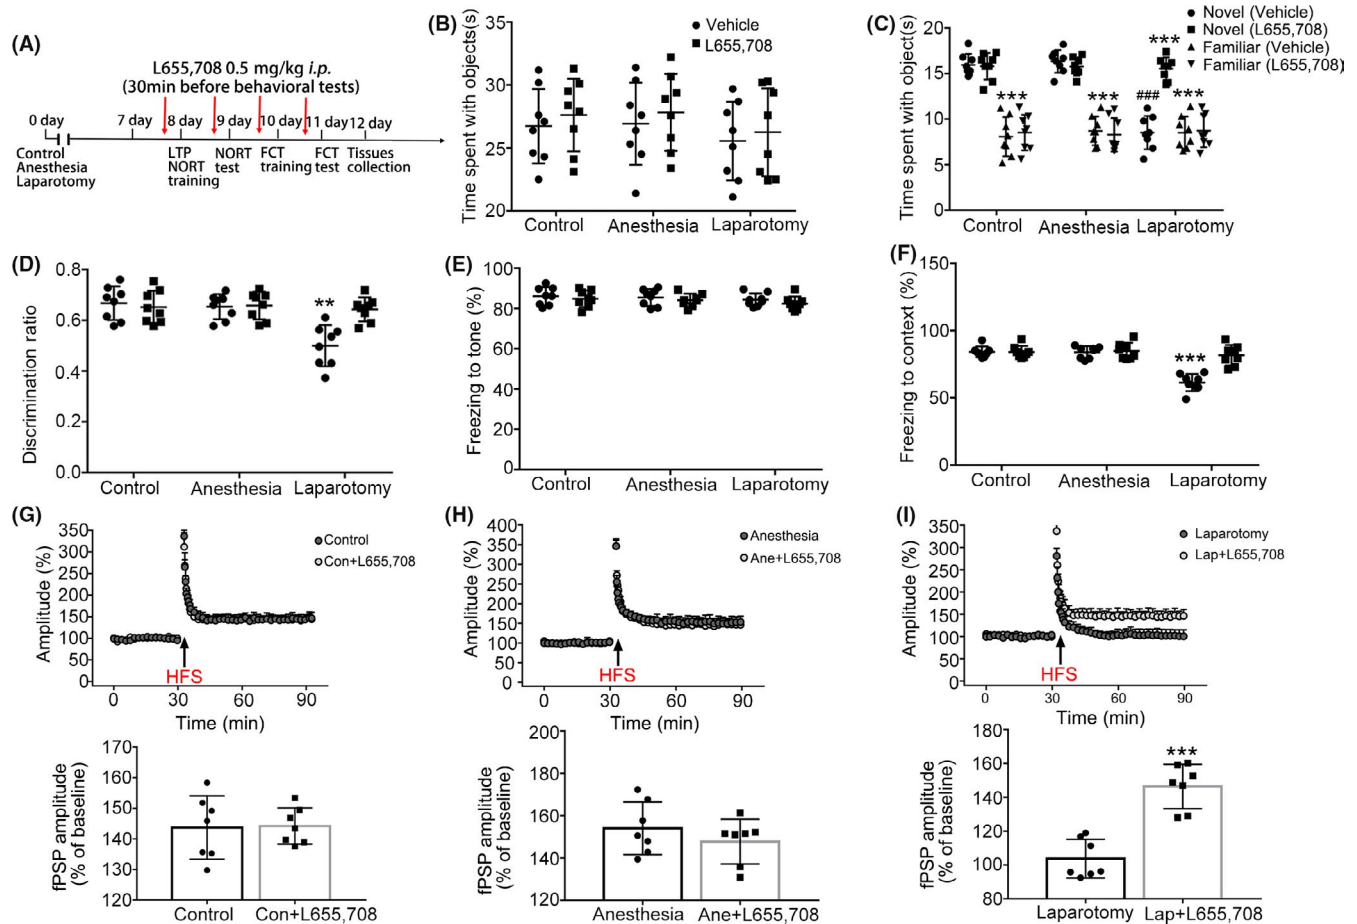 (A)
L655,708 0.5 mg/kg i.p.
(30min before behavioral tests)
0 day
7 day
8 day
9 day
10 day
11day
12 day
Control
Anesthesia
Laparotomy
LTP
NORT
training
NORT
test
FCT
training
FCT
test
Tissues
collection
(B)
Time spent with objects(s)
35
30
25
20
Vehicle
L655,708
Control
Anesthesia
Laparotomy
(C)
Time spent with object(s)
20
15
10
5
0
Novel (Vehicle)
Novel (L655,708)
Familiar (Vehicle)
Familiar (L655,708)
***
***
***
###
***
Control
Anesthesia
Laparotomy
(D)
Discrimination ratio
0.8
0.6
0.4
0.2
0.0
**
Control
Anesthesia
Laparotomy
(E)
Freezing to tone (%)
100
80
60
40
20
0
Control
Anesthesia
Laparotomy
(F)
Freezing to context (%)
150
100
50
0
***
Control
Anesthesia
Laparotomy
(G)
Amplitude (%)
350
300
250
200
150
100
50
0
Control
Con+L655,708
HFS
0
30
60
90
Time (min)
fPSP amplitude
(% of baseline)
170
160
150
140
130
120
Control
Con+L655,708
(H)
Amplitude (%)
400
350
300
250
200
150
100
50
0
Anesthesia
Ane+L655,708
HFS
0
30
60
90
Time (min)
fPSP amplitude
(% of baseline)
200
180
160
140
120
Anesthesia
Ane+L655,708
(I)
Amplitude (%)
350
300
250
200
150
100
50
0
Laparotomy
Lap+L655,708
HFS
0
30
60
90
Time (min)
fPSP amplitude
(% of baseline)
180
160
140
120
100
80
***
Laparotomy
Lap+L655,708